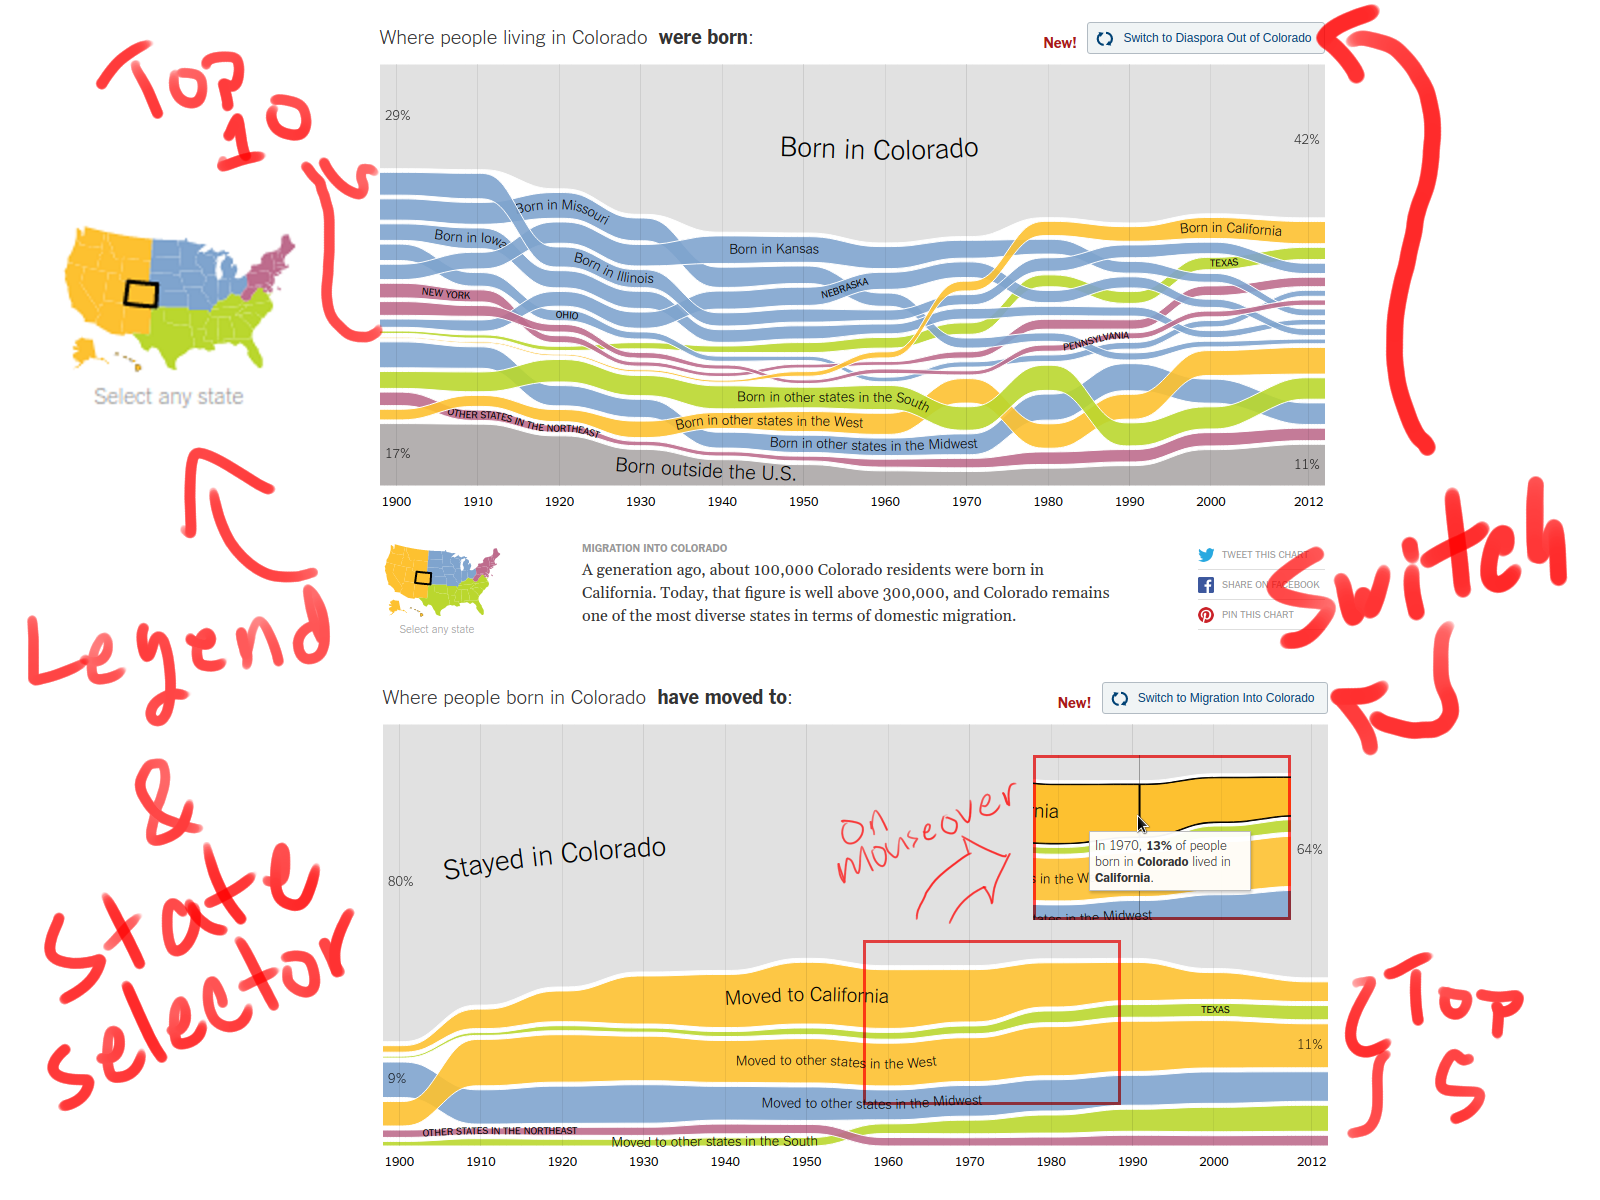 Where people living in Colorado were born:
New! Switch to Diaspora Out of Colorado
Top
10
29%
42%
Born in Colorado
Born in Missouri
Born in Iowa
Born in Illinois
Born in Kansas
Born in California
TEXAS
NEBRASKA
NEW YORK
OHIO
PENNSYLVANIA
Select any state
Born in other states in the South
Born in other states in the West
OTHER STATES IN THE NORTHEAST
Born in other states in the Midwest
17%
Born outside the U.S.
11%
1900 1910 1920 1930 1940 1950 1960 1970 1980 1990 2000 2012
Switch
Legend
&
State
selector
Select any state
MIGRATION INTO COLORADO
A generation ago, about 100,000 Colorado residents were born in
California. Today, that figure is well above 300,000, and Colorado remains
one of the most diverse states in terms of domestic migration.
TWEET THIS CHART
SHARE ON FACEBOOK
PIN THIS CHART
Where people born in Colorado have moved to:
New! Switch to Migration Into Colorado
on
mouseover
nia
In 1970, 13% of people
born in Colorado lived in
California.
in the W
ates in the Midwest
64%
Stayed in Colorado
80%
Moved to California
TEXAS
Top
5
11%
Moved to other states in the West
9%
Moved to other states in the Midwest
OTHER STATES IN THE NORTHEAST
Moved to other states in the South
1900 1910 1920 1930 1940 1950 1960 1970 1980 1990 2000 2012